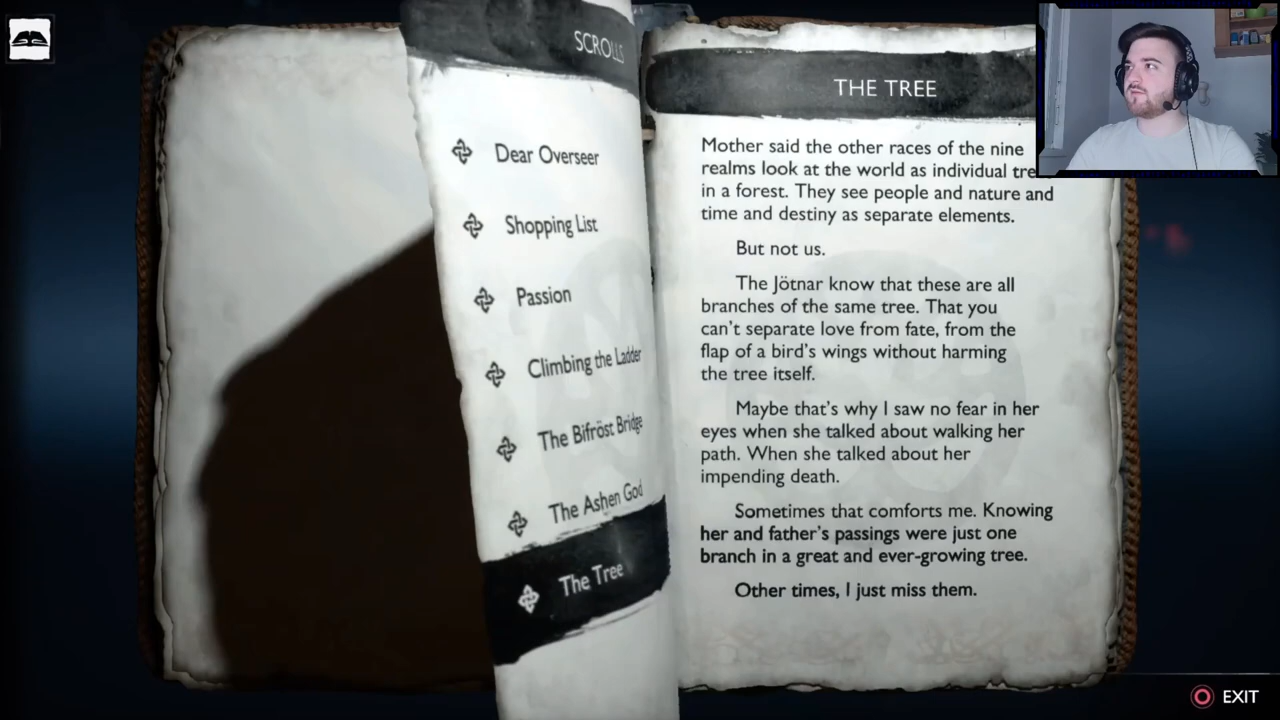 SCROLLS
Dear Overseer
Shopping List
Passion
Climbing the Ladder
The Bifröst Bridge
The Ashen God
The Tree
THE TREE
Mother said the other races of the nine
realms look at the world as individual
in a forest. They see people and nature and
time and destiny as separate elements.
But not us.
The Jötnar know that these are all
branches of the same tree. That you
can't separate love from fate, from the
flap of a bird's wings without harming
the tree itself.
Maybe that's why I saw no fear in her
eyes when she talked about walking her
path. When she talked about her
impending death.
Sometimes that comforts me. Knowing
her and father's passings were just one
branch in a great and ever-growing tree.
Other times, I just miss them.
EXIT